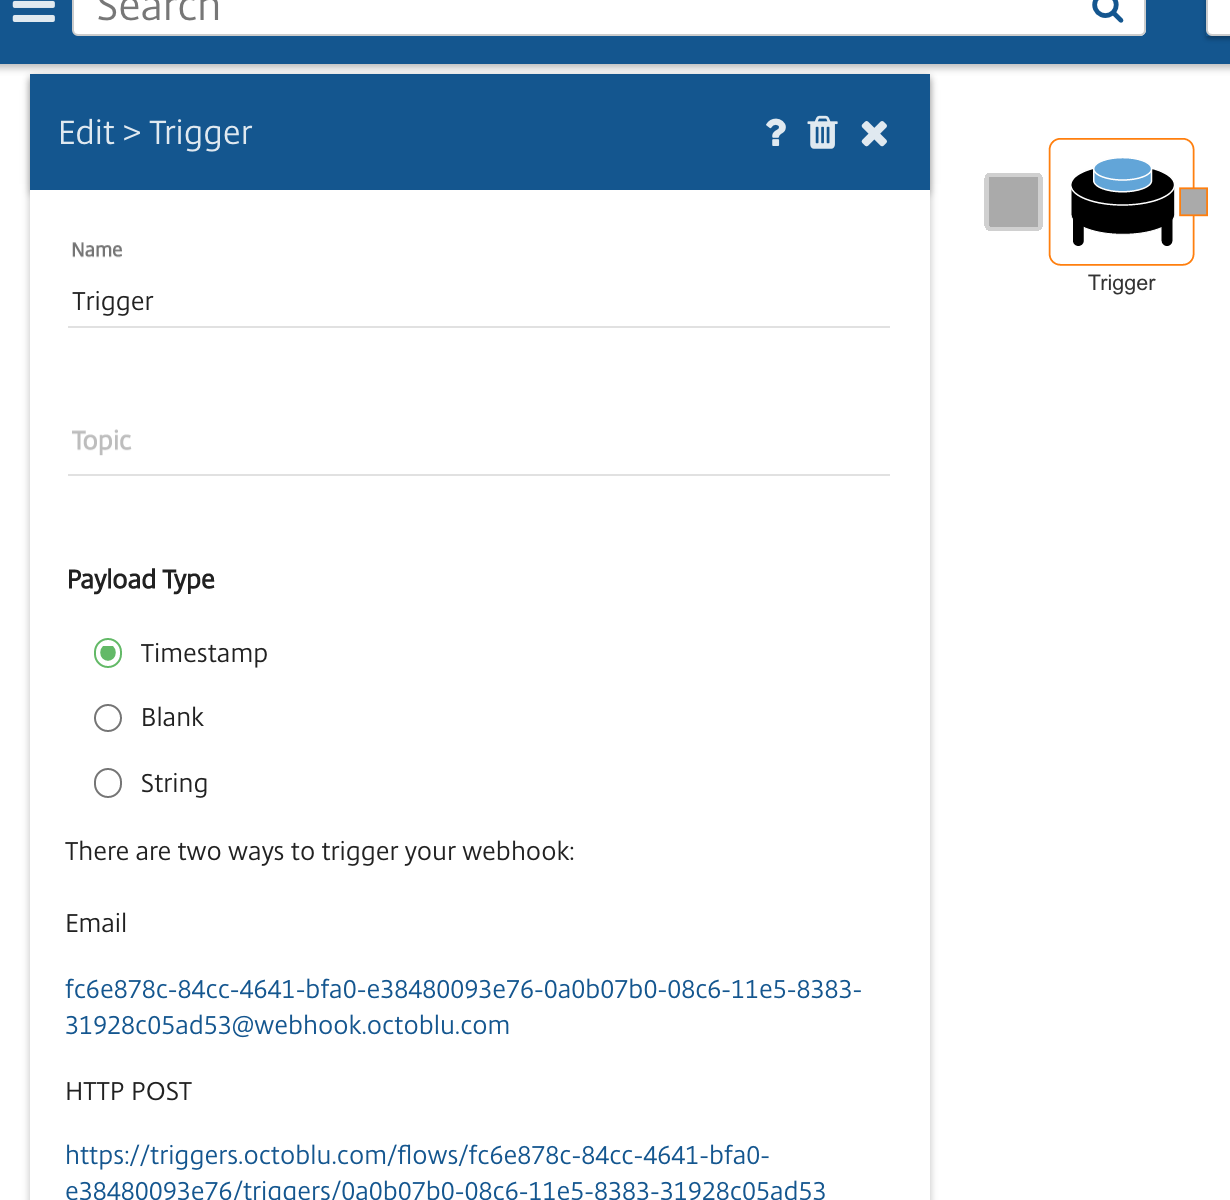 Search
Edit > Trigger
?
Name
Trigger
Trigger
Topic
Payload Type
Timestamp
Blank
String
There are two ways to trigger your webhook:
Email
fc6e878c-84cc-4641-bfa0-e38480093e76-0a0b07b0-08c6-11e5-8383-
31928c05ad53@webhook.octoblu.com
HTTP POST
https://triggers.octoblu.com/flows/fc6e878c-84cc-4641-bfa0-
e38480093e76/triggers/0a0b07b0-08c6-11e5-8383-31928c05ad53